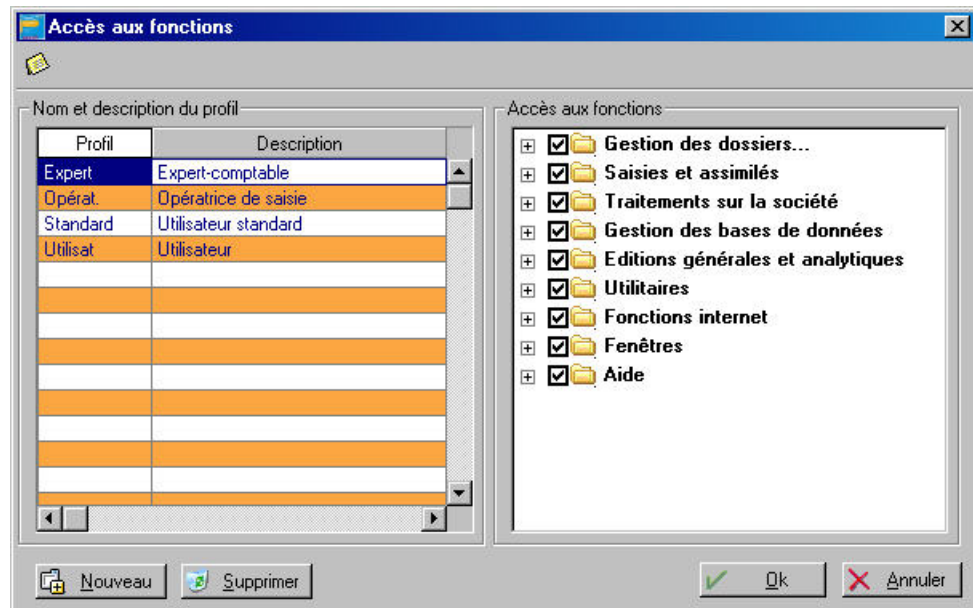 Accès aux fonctions
Nom et description du profil
Profil Description
Expert Expert-comptable
Opérat. Opératrice de saisie
Standard Utilisateur standard
Utilisat Utilisateur
Accès aux fonctions
Gestion des dossiers...
Saisies et assimilés
Traitements sur la société
Gestion des bases de données
Editions générales et analytiques
Utilitaires
Fonctions internet
Fenêtres
Aide
Nouveau Supprimer Ok Annuler